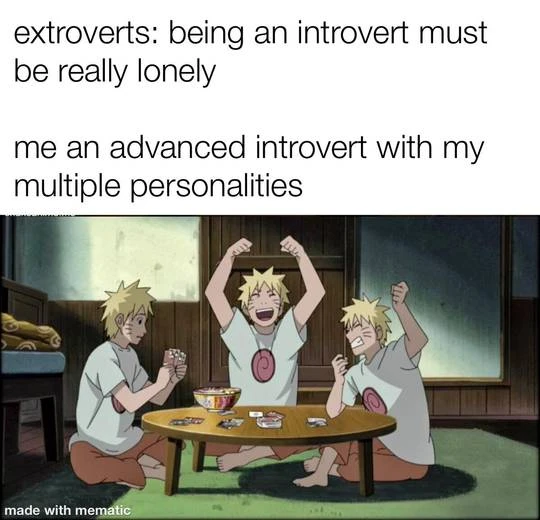 extroverts: being an introvert must
be really lonely
me an advanced introvert with my
multiple personalities
made with mematic